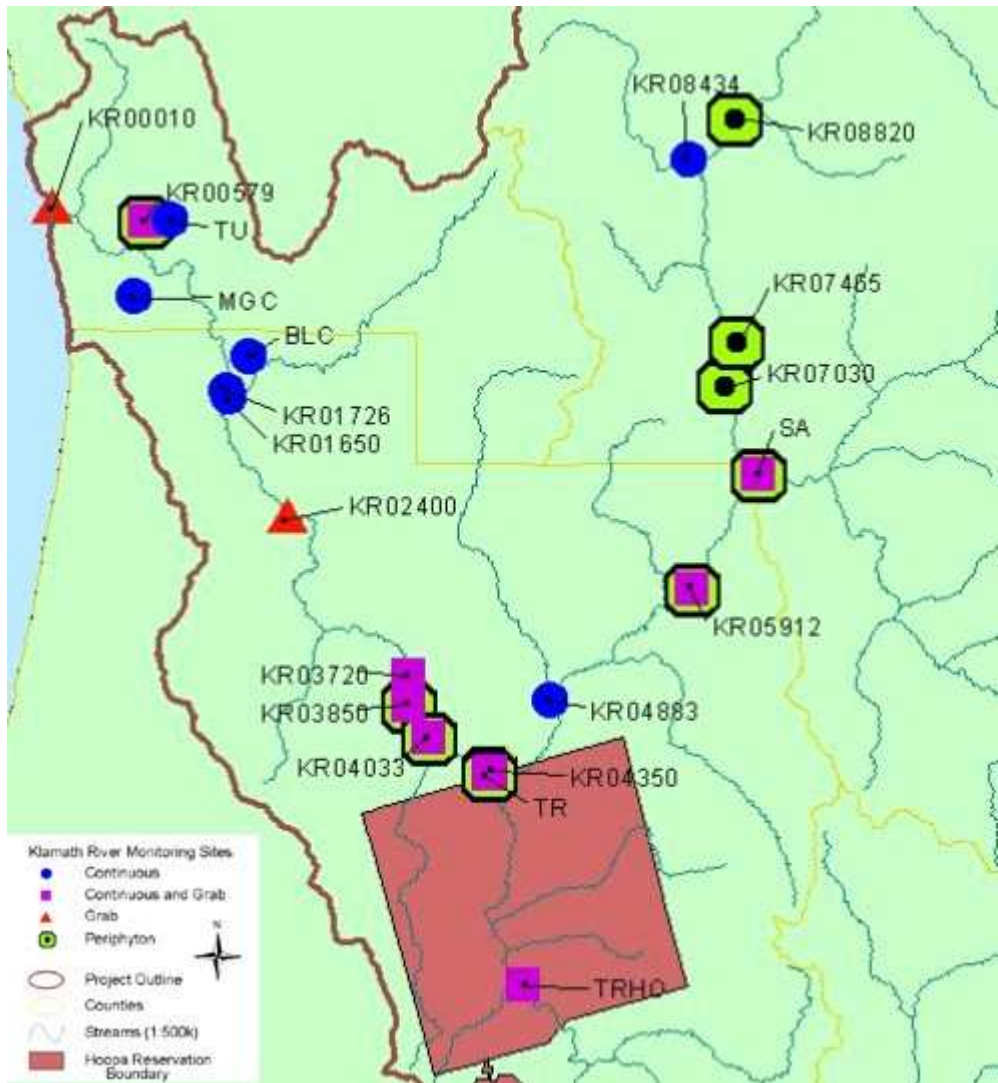 KR08434
KR00010
KR08820
KR00579
TU
KR07465
MGC
BLC
KR07030
KR01726
SA
KR01650
KR02400
KR05912
KR03720
KR03850
KR04883
KR04033
KR04350
TR
Klamath River Monitoring Sites
Continuous
Continuous and Grab
Grab
Periphyton
N
Project Outline
Counties
Streams (1:500k)
Hoopa Reservation
Boundary
TRHO